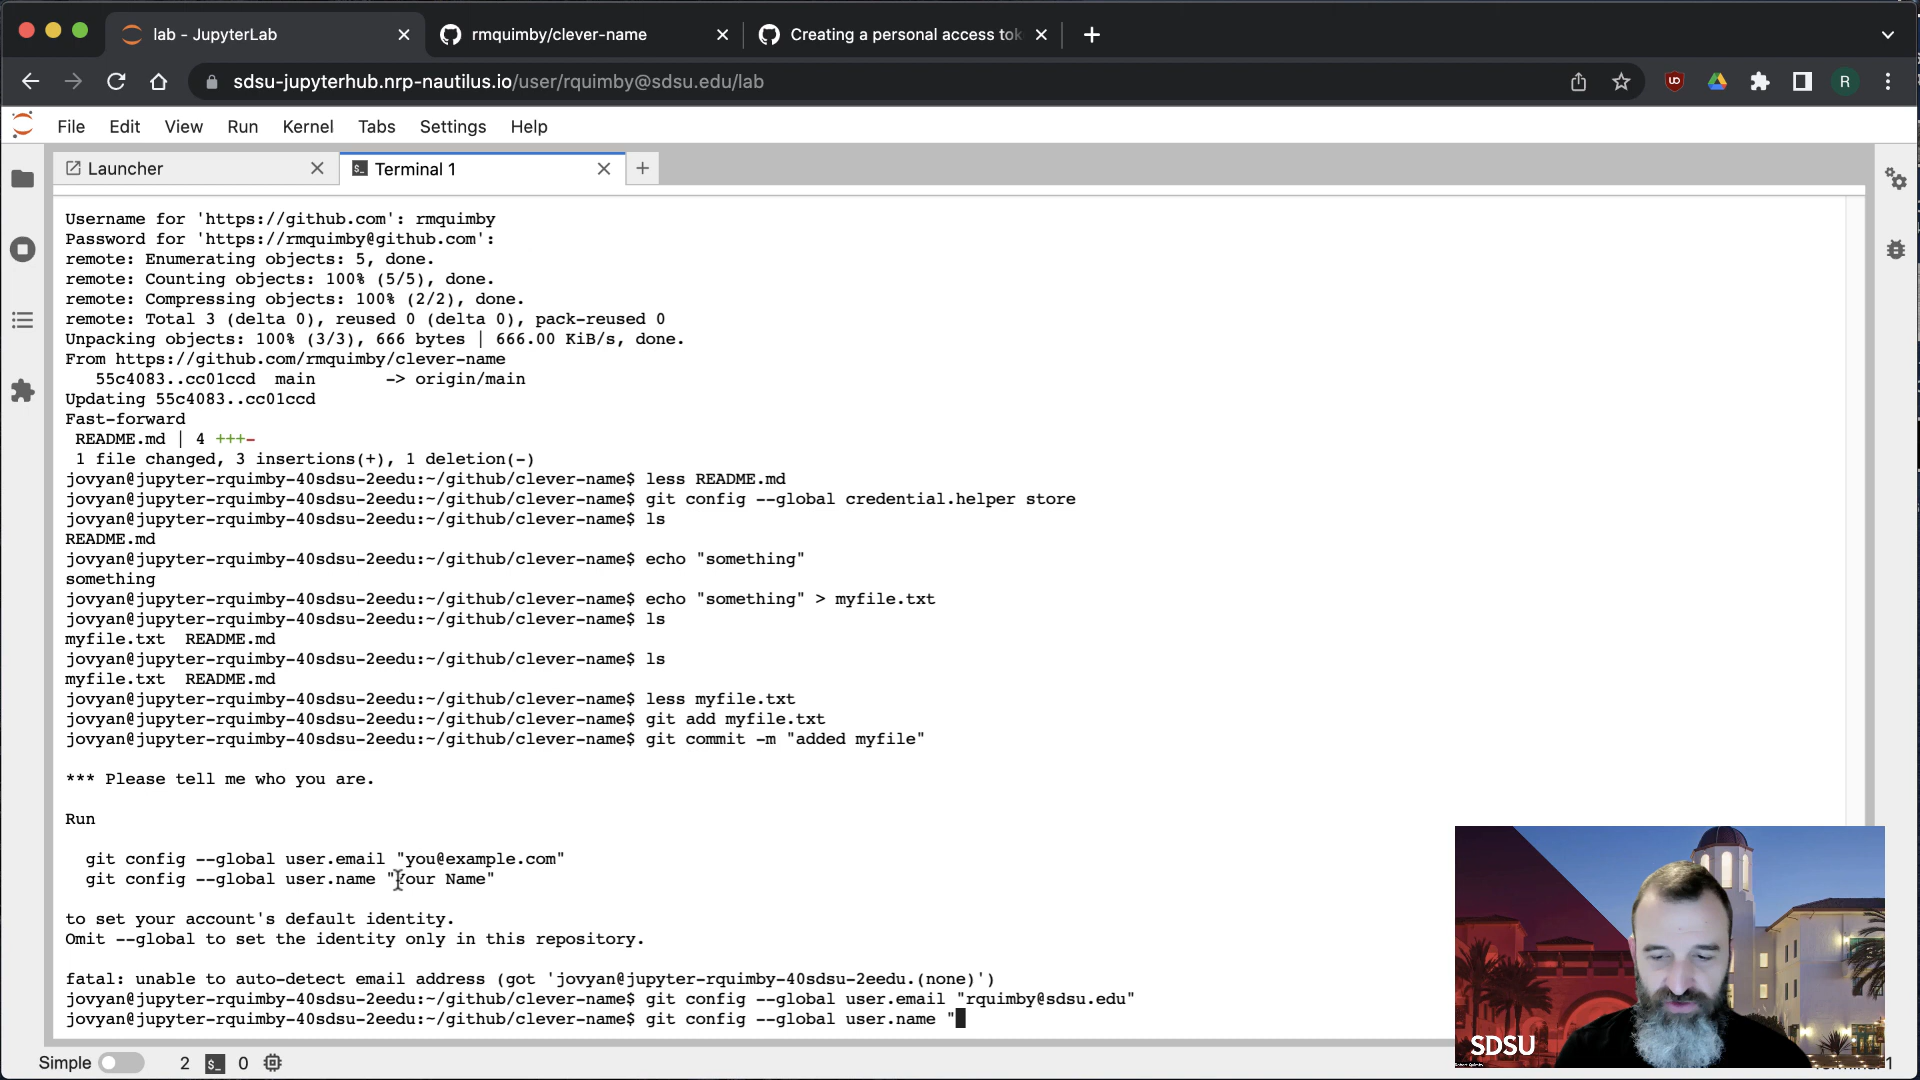 lab - JupyterLab
rmquimby/clever-name
Creating a personal access tok
sdsu-jupyterhub.nrp-nautilus.io/user/rquimby@sdsu.edu/lab
R
File Edit View Run Kernel Tabs Settings Help
Launcher
Terminal 1
Username for 'https://github.com': rmquimby
Password for 'https://rmquimby@github.com':
remote: Enumerating objects: 5, done.
remote: Counting objects: 100% (5/5), done.
remote: Compressing objects: 100% (2/2), done.
remote: Total 3 (delta 0), reused 0 (delta 0), pack-reused 0
Unpacking objects: 100% (3/3), 666 bytes | 666.00 KiB/s, done.
From https://github.com/rmquimby/clever-name
55c4083..cc01ccd main -> origin/main
Updating 55c4083..cc01ccd
Fast-forward
README.md | 4 +++-
1 file changed, 3 insertions(+), 1 deletion(-)
jovyan@jupyter-rquimby-40sdsu-2eedu:~/github/clever-name$ less README.md
jovyan@jupyter-rquimby-40sdsu-2eedu:~/github/clever-name$ git config --global credential.helper store
jovyan@jupyter-rquimby-40sdsu-2eedu:~/github/clever-name$ ls
README.md
jovyan@jupyter-rquimby-40sdsu-2eedu:~/github/clever-name$ echo "something"
something
jovyan@jupyter-rquimby-40sdsu-2eedu:~/github/clever-name$ echo "something" > myfile.txt
jovyan@jupyter-rquimby-40sdsu-2eedu:~/github/clever-name$ ls
myfile.txt README.md
jovyan@jupyter-rquimby-40sdsu-2eedu:~/github/clever-name$ ls
myfile.txt README.md
jovyan@jupyter-rquimby-40sdsu-2eedu:~/github/clever-name$ less myfile.txt
jovyan@jupyter-rquimby-40sdsu-2eedu:~/github/clever-name$ git add myfile.txt
jovyan@jupyter-rquimby-40sdsu-2eedu:~/github/clever-name$ git commit -m "added myfile"
*** Please tell me who you are.
Run
git config --global user.email "you@example.com"
git config --global user.name "Your Name"
to set your account's default identity.
Omit --global to set the identity only in this repository.
fatal: unable to auto-detect email address (got 'jovyan@jupyter-rquimby-40sdsu-2eedu.(none)')
jovyan@jupyter-rquimby-40sdsu-2eedu:~/github/clever-name$ git config --global user.email "rquimby@sdsu.edu"
jovyan@jupyter-rquimby-40sdsu-2eedu:~/github/clever-name$ git config --global user.name "
SDSU
Simple 2 0